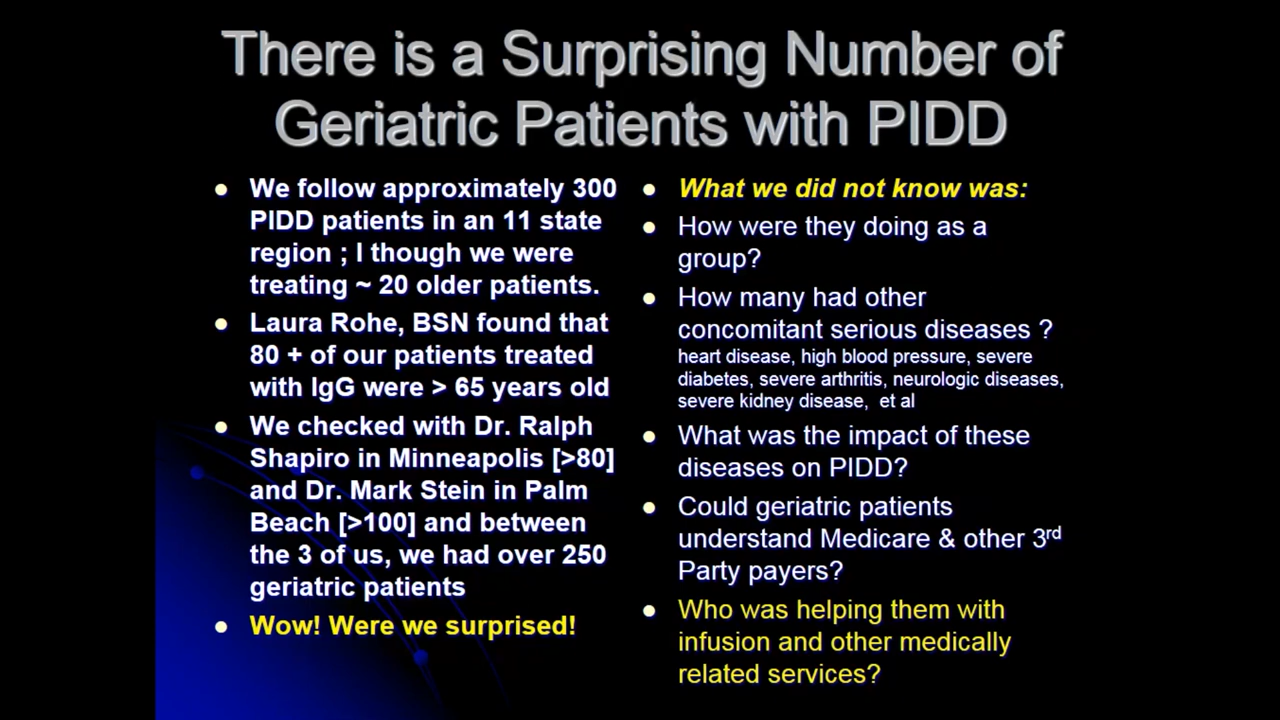 There is a Surprising Number of
Geriatric Patients with PIDD
We follow approximately 300
PIDD patients in an 11 state
region ; I though we were
treating ~ 20 older patients.
Laura Rohe, BSN found that
80 + of our patients treated
with IgG were > 65 years old
We checked with Dr. Ralph
Shapiro in Minneapolis [>80]
and Dr. Mark Stein in Palm
Beach [>100] and between
the 3 of us, we had over 250
geriatric patients
Wow! Were we surprised!
What we did not know was:
How were they doing as a
group?
How many had other
concomitant serious diseases ?
heart disease, high blood pressure, severe
diabetes, severe arthritis, neurologic diseases,
severe kidney disease, et al
What was the impact of these
diseases on PIDD?
Could geriatric patients
understand Medicare & other 3rd
Party payers?
Who was helping them with
infusion and other medically
related services?